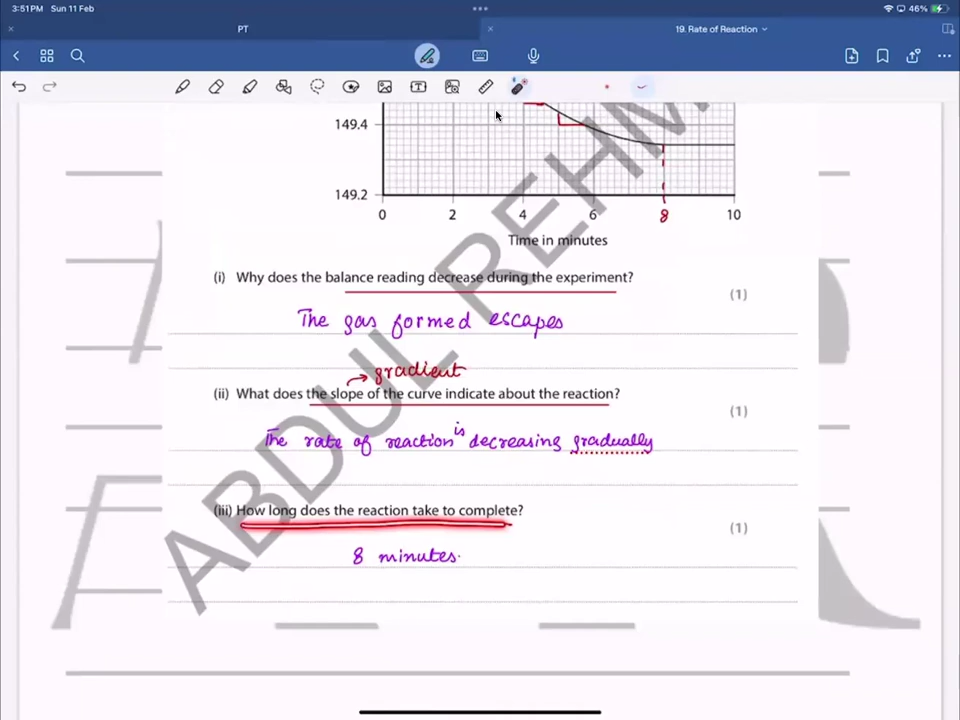 3:51 PM Sun 11 Feb
46%
PT
19. Rate of Reaction
149.4
149.2
0 2 4 6 8 10
Time in minutes
(i) Why does the balance reading decrease during the experiment?
(1)
The gas formed escapes
gradient
(ii) What does the slope of the curve indicate about the reaction?
(1)
The rate of reaction is decreasing gradually
(iii) How long does the reaction take to complete?
(1)
8 minutes.
ABDUL REHM